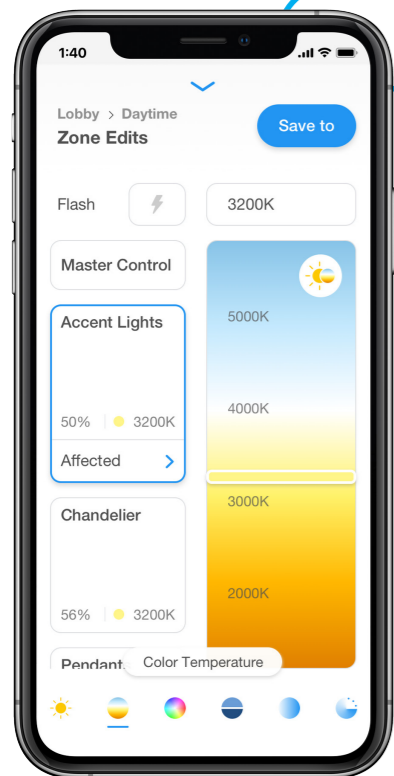 1:40
Lobby > Daytime
Zone Edits
Save to
Flash
3200K
Master Control
Accent Lights
50%
3200K
Affected
Chandelier
56%
3200K
Pendant
5000K
4000K
3000K
2000K
Color Temperature